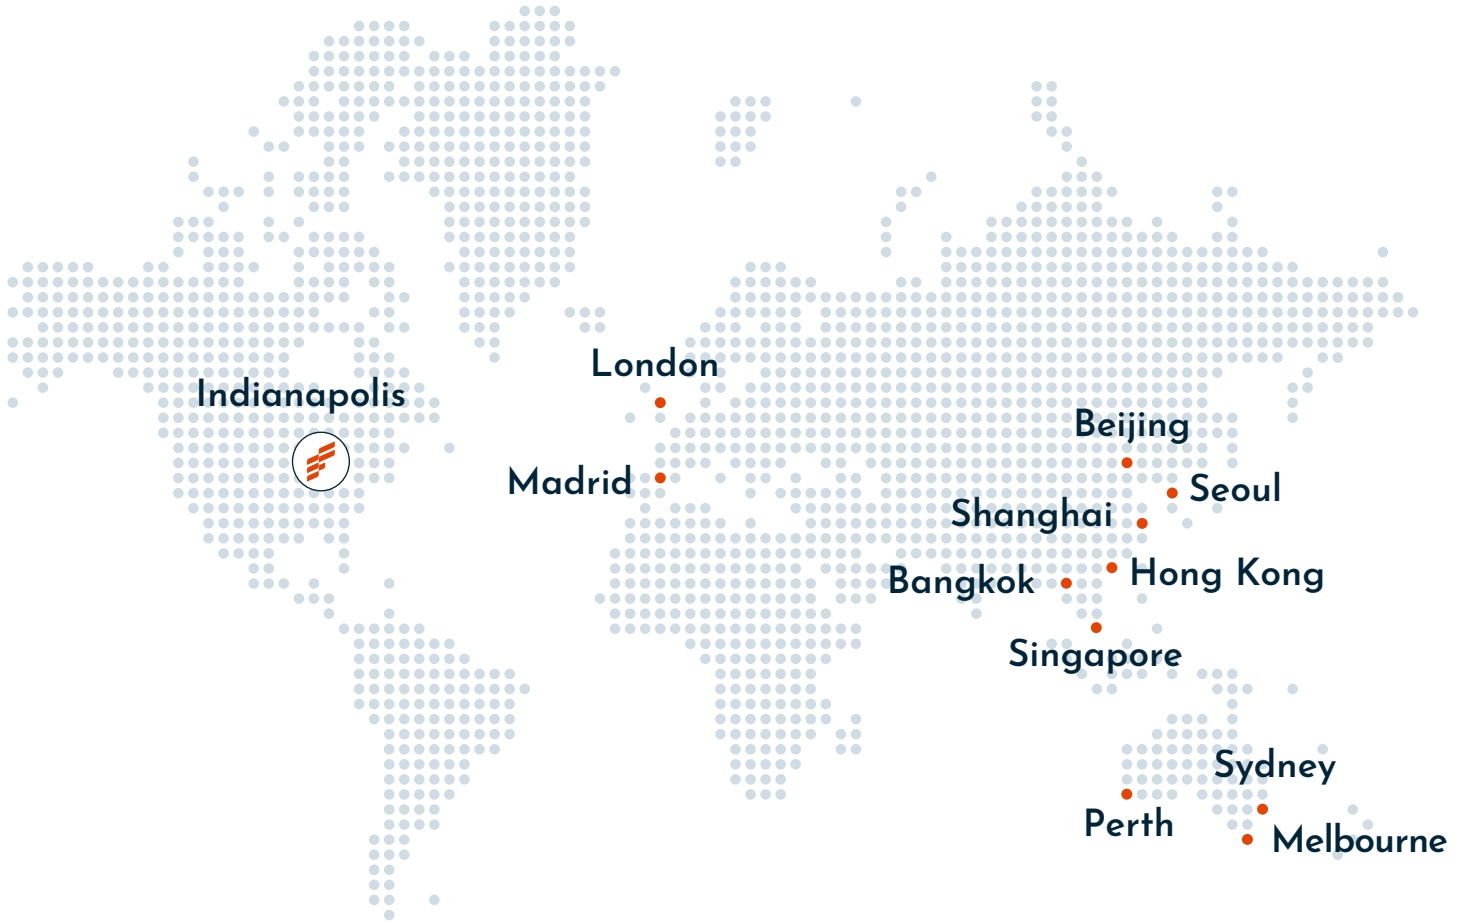 London
Indianapolis
Beijing
Madrid
Seoul
Shanghai
Hong Kong
Bangkok
Singapore
Sydney
Perth
Melbourne